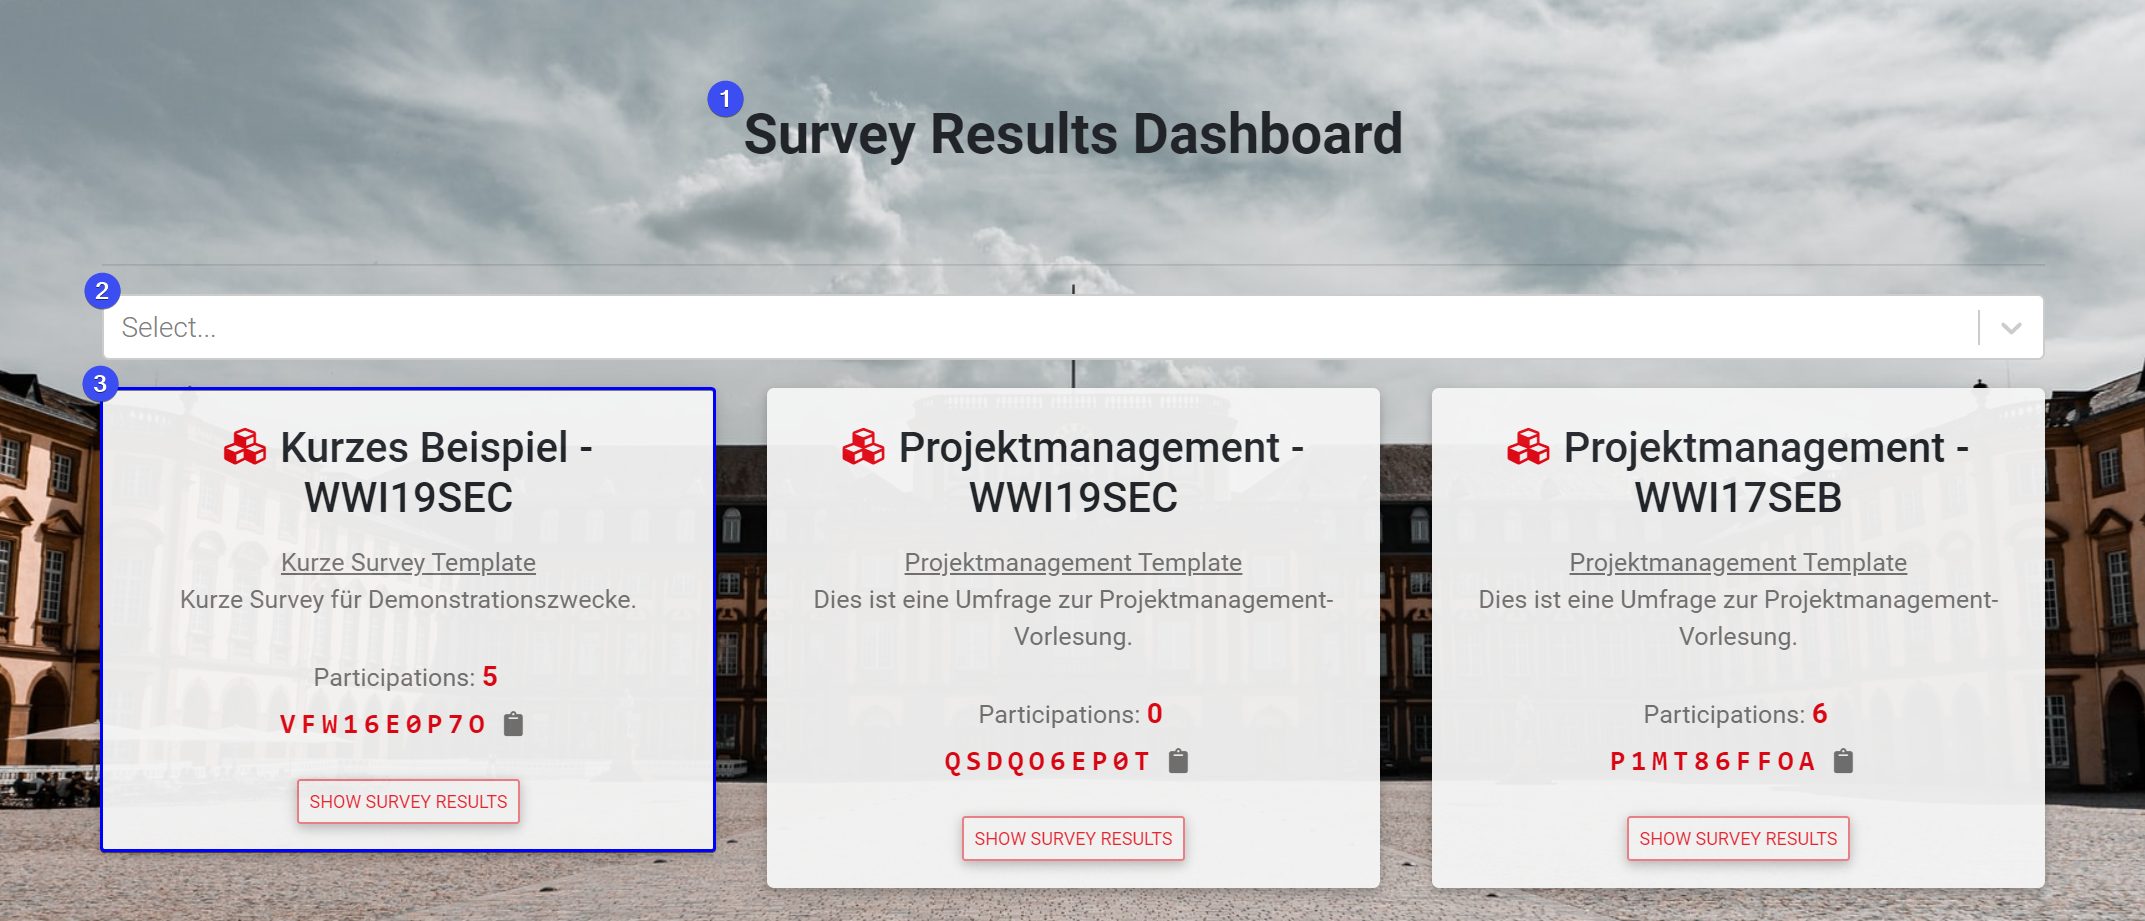 1
Survey Results Dashboard
2
Select...
3
Kurzes Beispiel -
WWI19SEC
Kurze Survey Template
Kurze Survey für Demonstrationszwecke.
Participations: 5
VFW16E0P7O
SHOW SURVEY RESULTS
Projektmanagement -
WWI19SEC
Projektmanagement Template
Dies ist eine Umfrage zur Projektmanagement-
Vorlesung.
Participations: 0
QSDQO6EP0T
SHOW SURVEY RESULTS
Projektmanagement -
WWI17SEB
Projektmanagement Template
Dies ist eine Umfrage zur Projektmanagement-
Vorlesung.
Participations: 6
P1MT86FFOA
SHOW SURVEY RESULTS